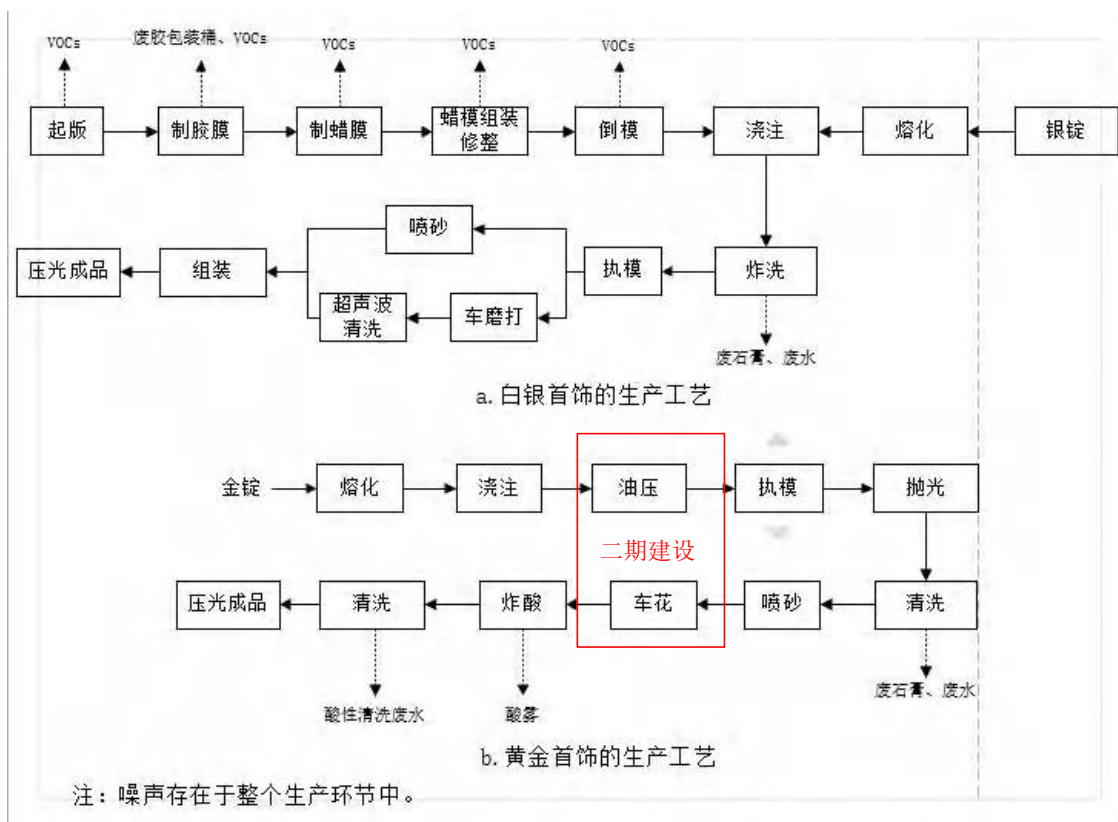 VOCs
废胶包装桶、VOCs
VOCs
VOCs
VOCs
起版
制胶膜
制蜡膜
蜡模组装
修整
倒模
浇注
熔化
银锭
压光成品
组装
喷砂
超声波
清洗
车磨打
执模
炸洗
废石膏、废水
a.白银首饰的生产工艺
金锭
熔化
浇注
油压
执模
抛光
二期建设
压光成品
清洗
炸酸
车花
喷砂
清洗
酸性清洗废水
酸雾
废石膏、废水
b.黄金首饰的生产工艺
注：噪声存在于整个生产环节中。